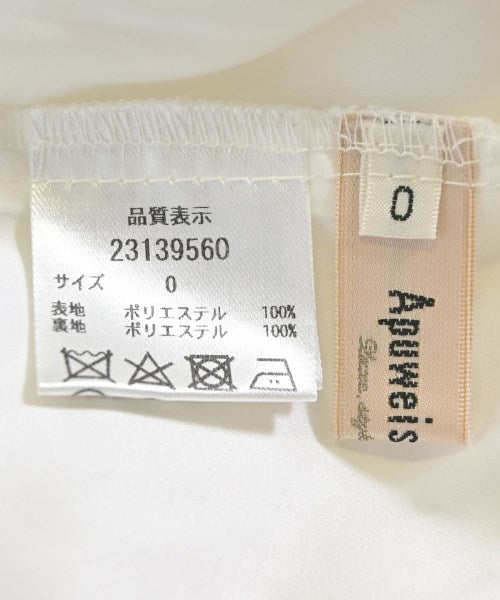 品質表示
23139560
サイズ 0
表地 ポリエステル 100%
裏地 ポリエステル 100%
0
Apuweis